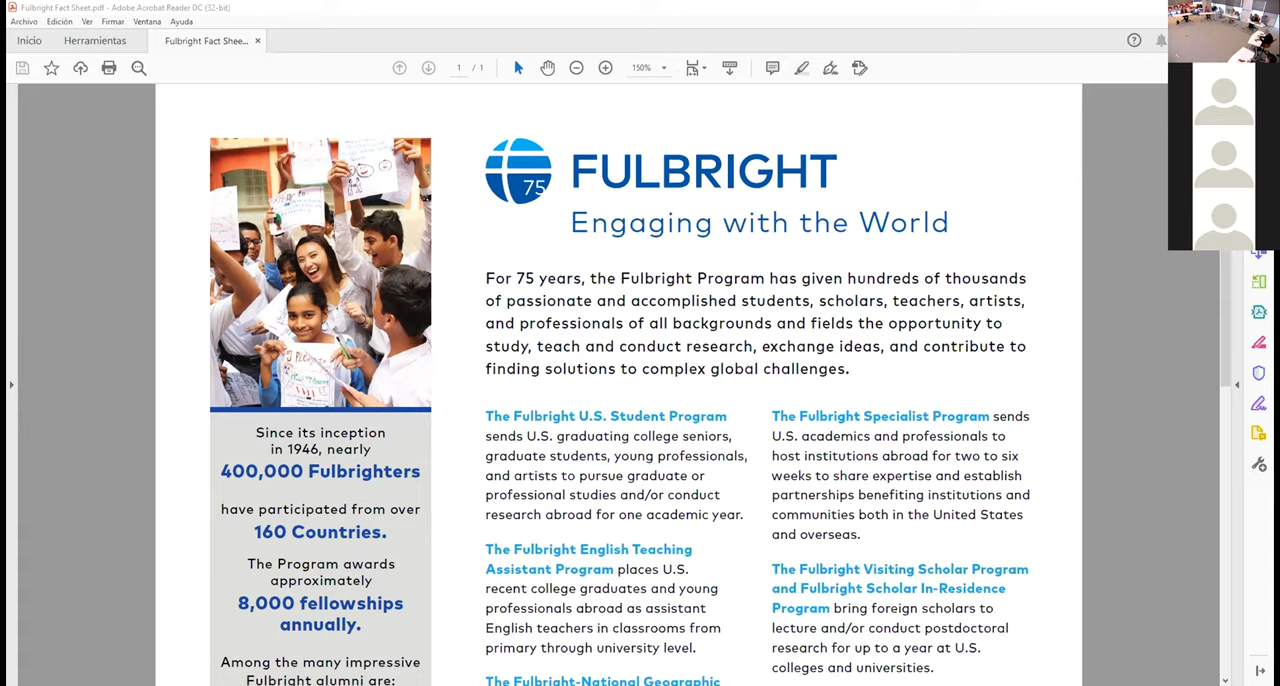 Fulbright Fact Sheet.pdf - Adobe Acrobat Reader DC (32-bit)
Archivo Edición Ver Firmar Ventana Ayuda
Inicio Herramientas Fulbright Fact Shee... ×
1 / 1 150%
75 FULBRIGHT
Engaging with the World
For 75 years, the Fulbright Program has given hundreds of thousands
of passionate and accomplished students, scholars, teachers, artists,
and professionals of all backgrounds and fields the opportunity to
study, teach and conduct research, exchange ideas, and contribute to
finding solutions to complex global challenges.
Since its inception
in 1946, nearly
400,000 Fulbrighters
have participated from over
160 Countries.
The Program awards
approximately
8,000 fellowships
annually.
Among the many impressive
Fulbright alumni are:
The Fulbright U.S. Student Program
sends U.S. graduating college seniors,
graduate students, young professionals,
and artists to pursue graduate or
professional studies and/or conduct
research abroad for one academic year.
The Fulbright English Teaching
Assistant Program places U.S.
recent college graduates and young
professionals abroad as assistant
English teachers in classrooms from
primary through university level.
The Fulbright-National Geographic
The Fulbright Specialist Program sends
U.S. academics and professionals to
host institutions abroad for two to six
weeks to share expertise and establish
partnerships benefiting institutions and
communities both in the United States
and overseas.
The Fulbright Visiting Scholar Program
and Fulbright Scholar In-Residence
Program bring foreign scholars to
lecture and/or conduct postdoctoral
research for up to a year at U.S.
colleges and universities.